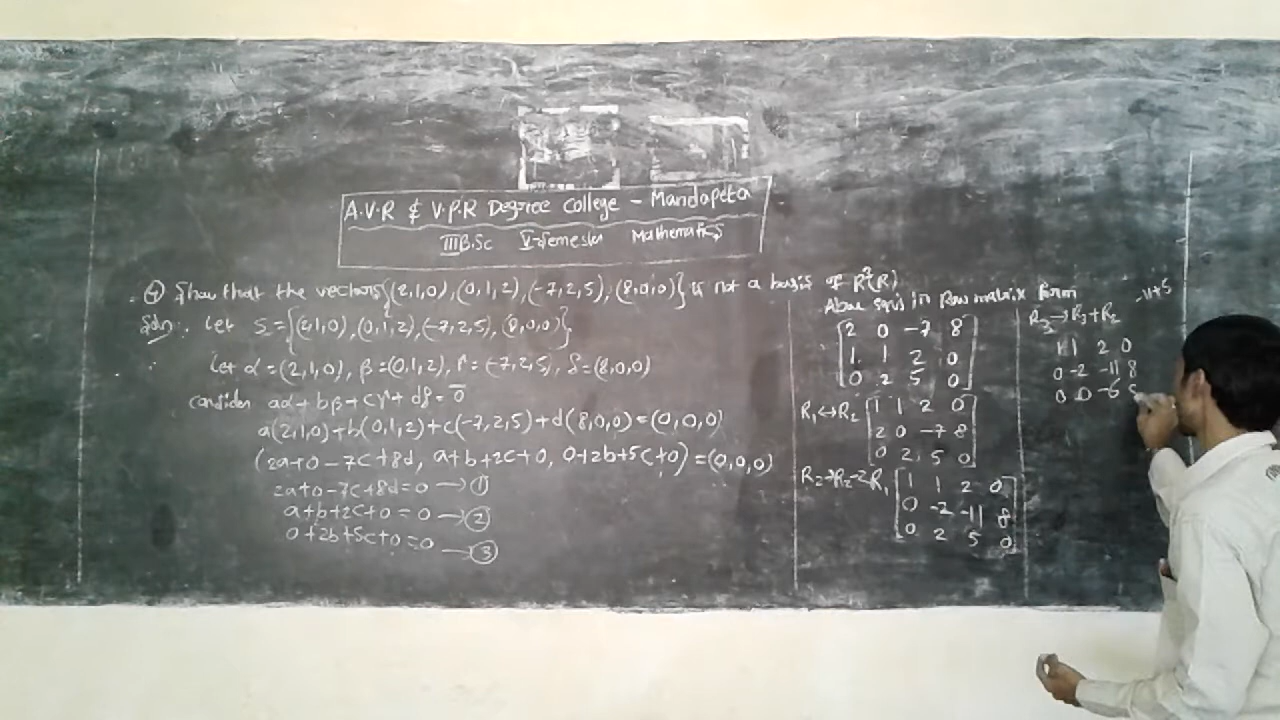 A.V.R & V.P.R Degree College - Mandapeta
III B.Sc V-Semester Mathematics
④ Show that the vectors {(2,1,0), (0,1,2), (-7,2,5), (8,0,0)} is not a basis of R³(R)
Soln: Let S = {(2,1,0), (0,1,2), (-7,2,5), (8,0,0)}
Let α = (2,1,0), β = (0,1,2), γ = (-7,2,5), δ = (8,0,0)
Consider aα + bβ + cγ + dδ = 0̄
a(2,1,0) + b(0,1,2) + c(-7,2,5) + d(8,0,0) = (0,0,0)
(2a+0-7c+8d, a+b+2c+0, 0+2b+5c+0) = (0,0,0)
2a+0-7c+8d=0 → ①
a+b+2c+0=0 → ②
0+2b+5c+0=0 → ③
in Row matrix form
[2 0 -7 8
1 1 2 0
0 2 5 0]
R₁↔R₂ [1 1 2 0
2 0 -7 8
0 2 5 0]
R₂→R₂-2R₁ [1 1 2 0
0 -2 -11 8
0 2 5 0]
-11+5
R₃→R₃+R₂
1 1 2 0
0 -2 -11 8
0 0 -6